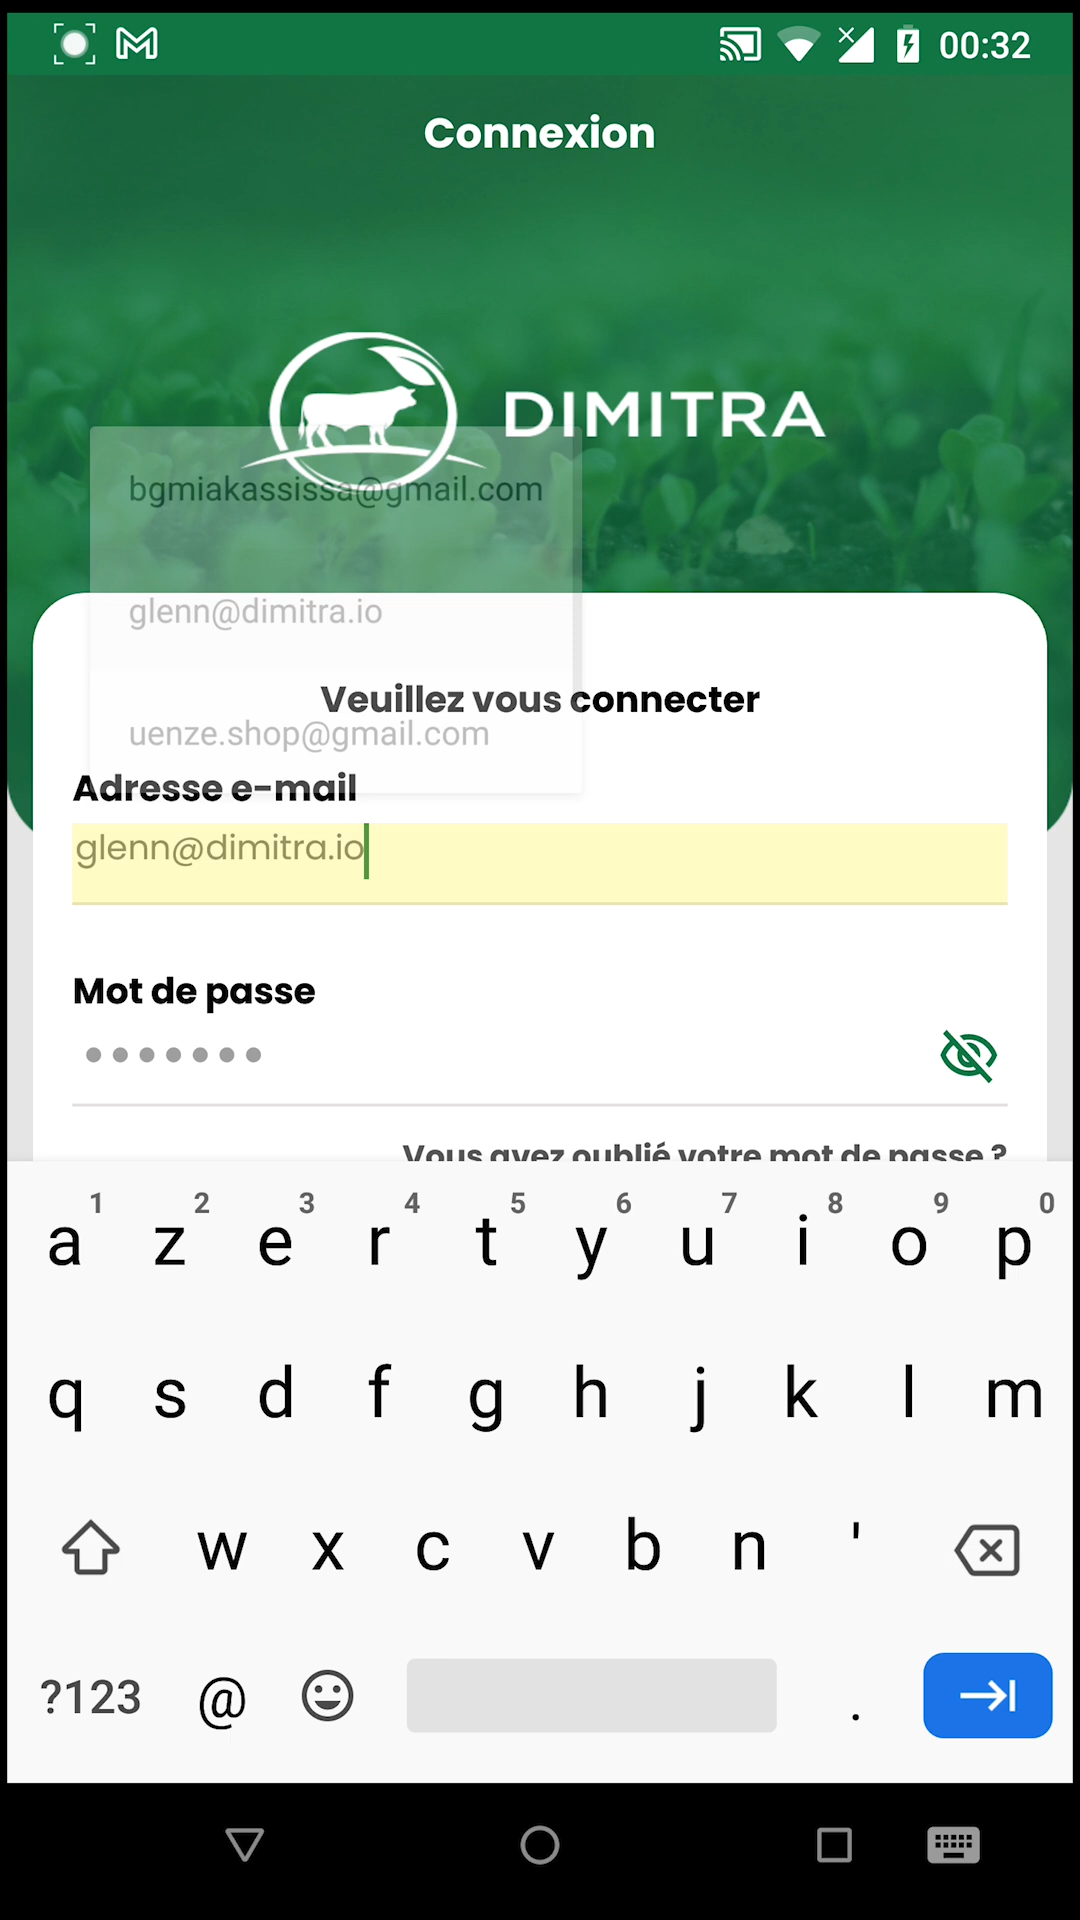 00:32
Connexion
DIMITRA
bgmiakassissa@gmail.com
glenn@dimitra.io
Veuillez vous connecter
uenze.shop@gmail.com
Adresse e-mail
glenn@dimitra.io
Mot de passe
Vous avez oublié votre mot de passe ?
1 2 3 4 5 6 7 8 9 0
a z e r t y u i o p
q s d f g h j k l m
w x c v b n '
?123 @ .